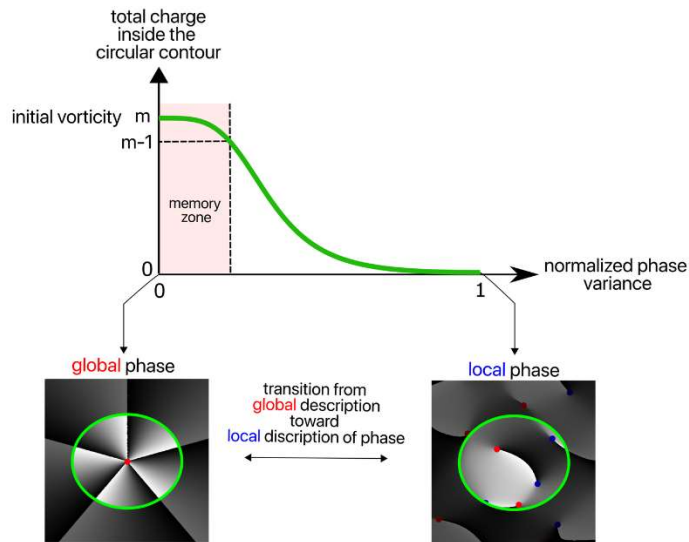 total charge
inside the
circular contour
initial vorticity
m
m-1
memory
zone
0
0
1
normalized phase
variance
global phase
local phase
transition from
global description
toward
local discription of phase